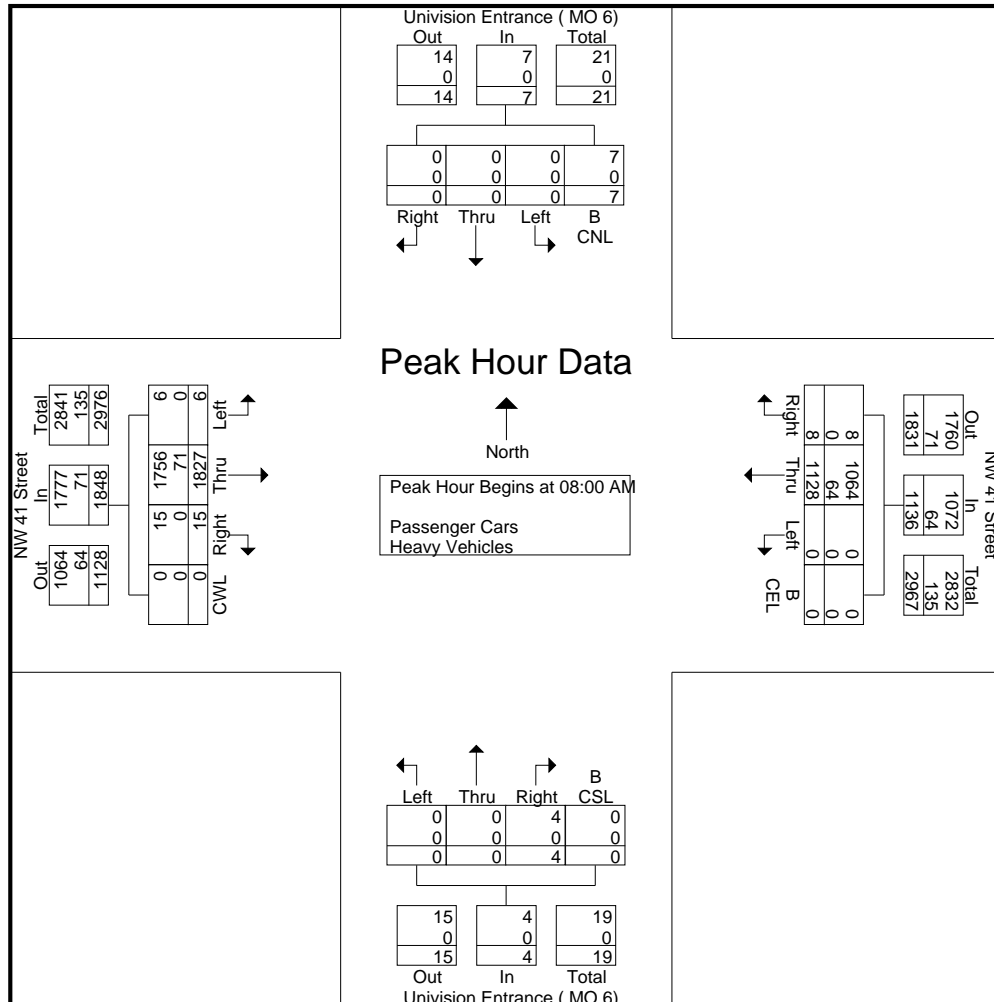 Univision Entrance ( MO 6)
Out In Total
14 7 21
0 0 0
14 7 21
0 0 0 7
0 0 0 0
0 0 0 7
Right Thru Left B
CNL
Peak Hour Data
North
Peak Hour Begins at 08:00 AM
Passenger Cars
Heavy Vehicles
NW 41 Street
Out In Total
1064 1777 2841
64 71 135
1128 1848 2976
0 15 1756 6
0 0 71 0
0 15 1827 6
CWL Right Thru Left
NW 41 Street
Out In Total
1760 1072 2832
71 64 135
1831 1136 2967
8 1064 0 0
0 64 0 0
8 1128 0 0
Right Thru Left B
CEL
B
Left Thru Right CSL
0 0 4 0
0 0 0 0
0 0 4 0
15 4 19
0 0 0
15 4 19
Out In Total
Univision Entrance ( MO 6)